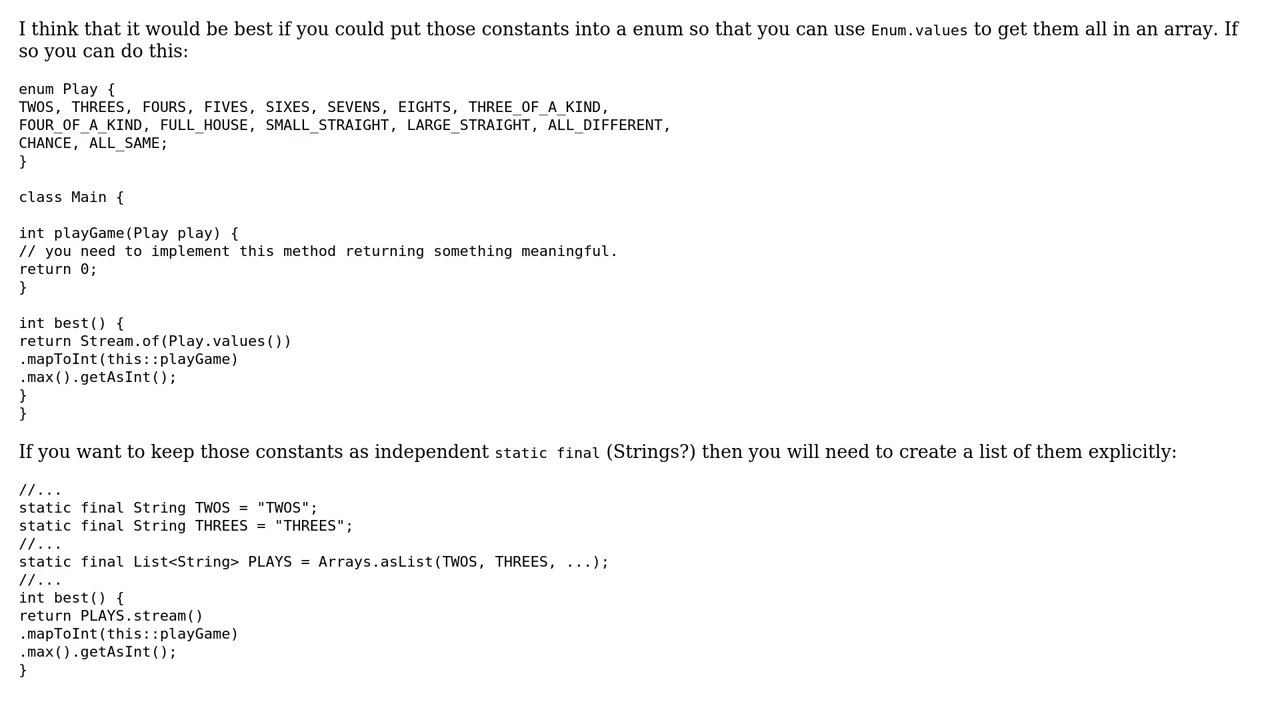 I think that it would be best if you could put those constants into a enum so that you can use Enum.values to get them all in an array. If
so you can do this:
enum Play {
TWOS, THREES, FOURS, FIVES, SIXES, SEVENS, EIGHTS, THREE_OF_A_KIND,
FOUR_OF_A_KIND, FULL_HOUSE, SMALL_STRAIGHT, LARGE_STRAIGHT, ALL_DIFFERENT,
CHANCE, ALL_SAME;
}
class Main {
int playGame(Play play) {
// you need to implement this method returning something meaningful.
return 0;
}
int best() {
return Stream.of(Play.values())
.mapToInt(this::playGame)
.max().getAsInt();
}
}
If you want to keep those constants as independent static final (Strings?) then you will need to create a list of them explicitly:
//...
static final String TWOS = "TWOS";
static final String THREES = "THREES";
//...
static final List<String> PLAYS = Arrays.asList(TWOS, THREES, ...);
//...
int best() {
return PLAYS.stream()
.mapToInt(this::playGame)
.max().getAsInt();
}